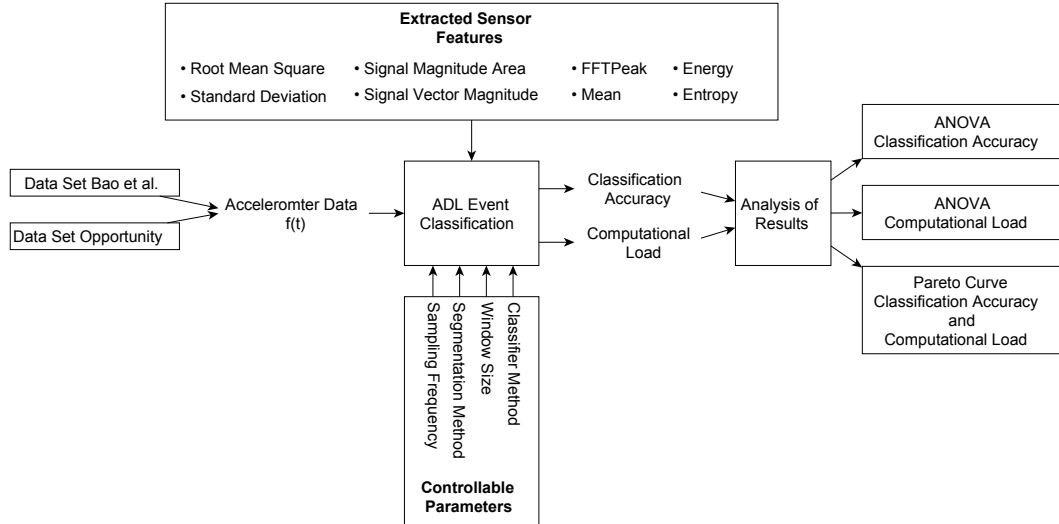 Extracted Sensor
Features
• Root Mean Square
• Signal Magnitude Area
• FFTPeak
• Energy
• Standard Deviation
• Signal Vector Magnitude
• Mean
• Entropy
Data Set Bao et al.
Data Set Opportunity
Acceleromter Data
f(t)
ADL Event
Classification
Classification
Accuracy
Computational
Load
Analysis of
Results
ANOVA
Classification Accuracy
ANOVA
Computational Load
Pareto Curve
Classification Accuracy
and
Computational Load
Sampling Frequency
Segmentation Method
Window Size
Classifier Method
Controllable
Parameters